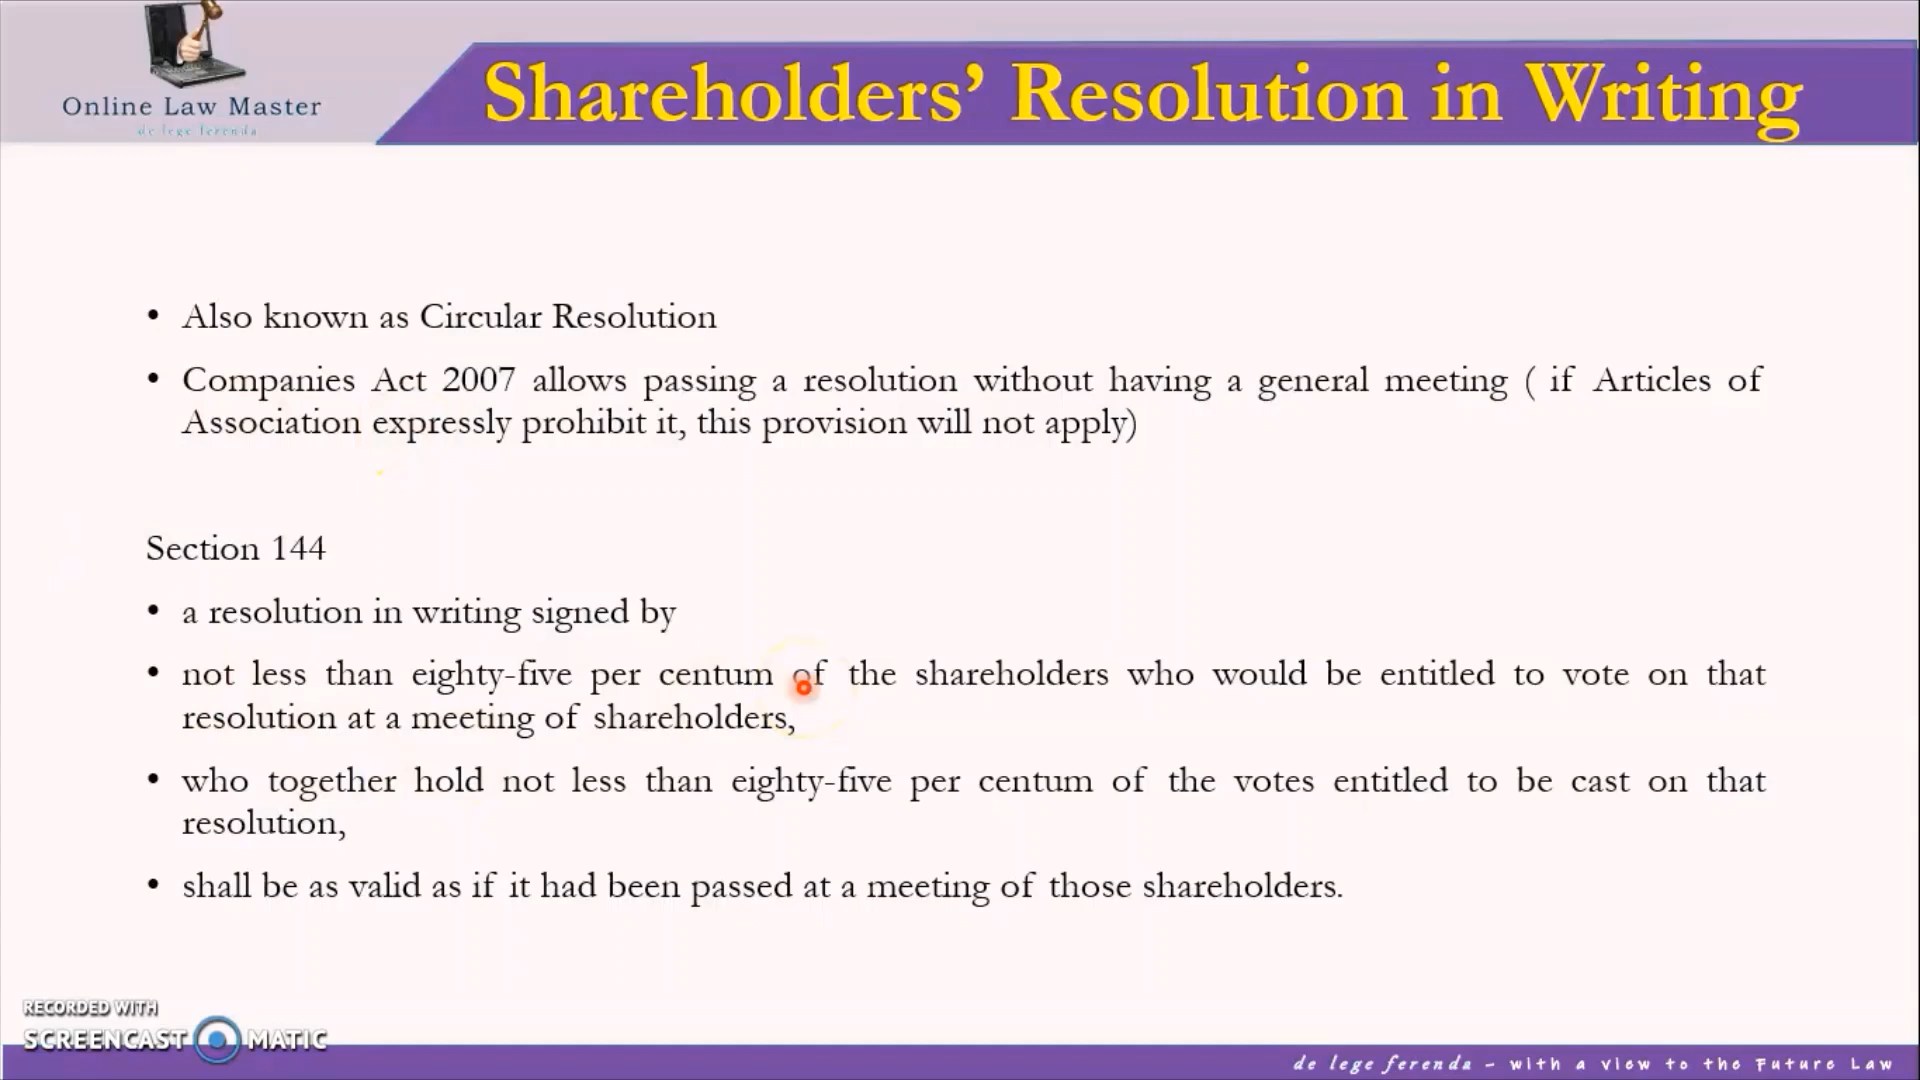 Online Law Master
de lege ferenda
Shareholders’ Resolution in Writing
• Also known as Circular Resolution
• Companies Act 2007 allows passing a resolution without having a general meeting ( if Articles of
Association expressly prohibit it, this provision will not apply)
Section 144
• a resolution in writing signed by
• not less than eighty-five per centum of the shareholders who would be entitled to vote on that
resolution at a meeting of shareholders,
• who together hold not less than eighty-five per centum of the votes entitled to be cast on that
resolution,
• shall be as valid as if it had been passed at a meeting of those shareholders.
RECORDED WITH
SCREENCAST MATIC
de lege ferenda – with a view to the Future Law